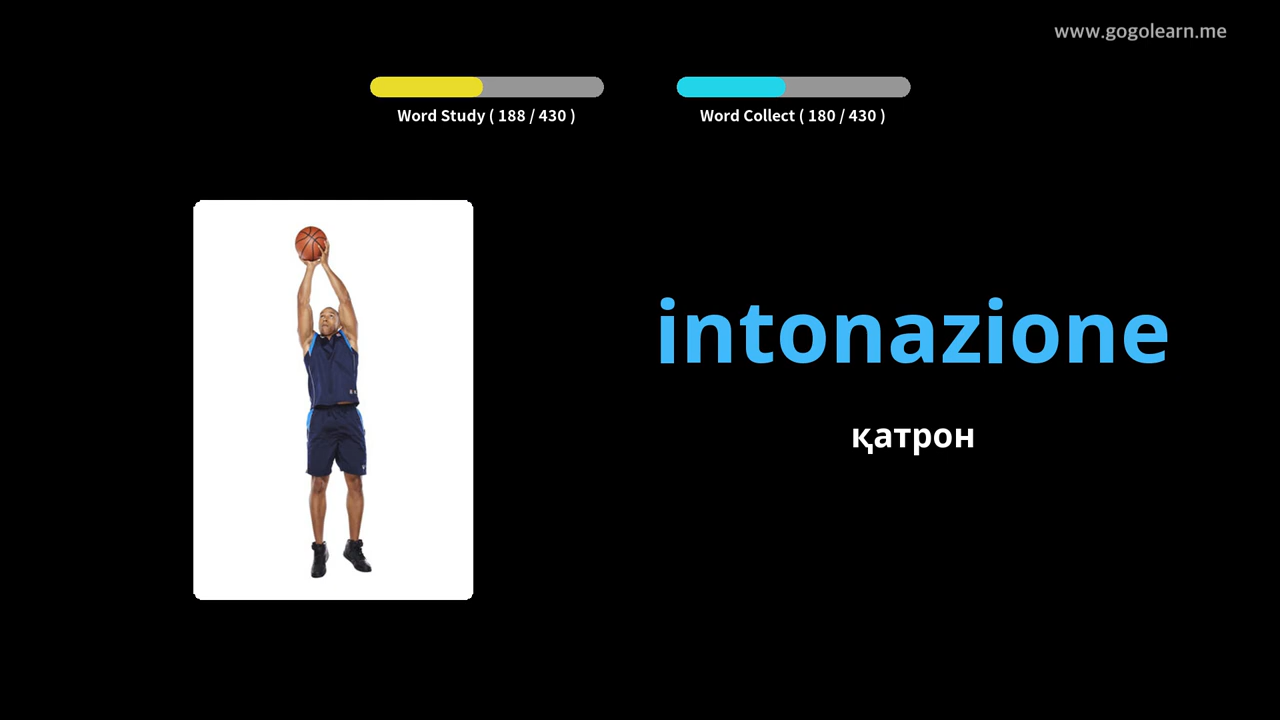 www.gogolearn.me
Word Study ( 188 / 430 )
Word Collect ( 180 / 430 )
intonazione
қатрон